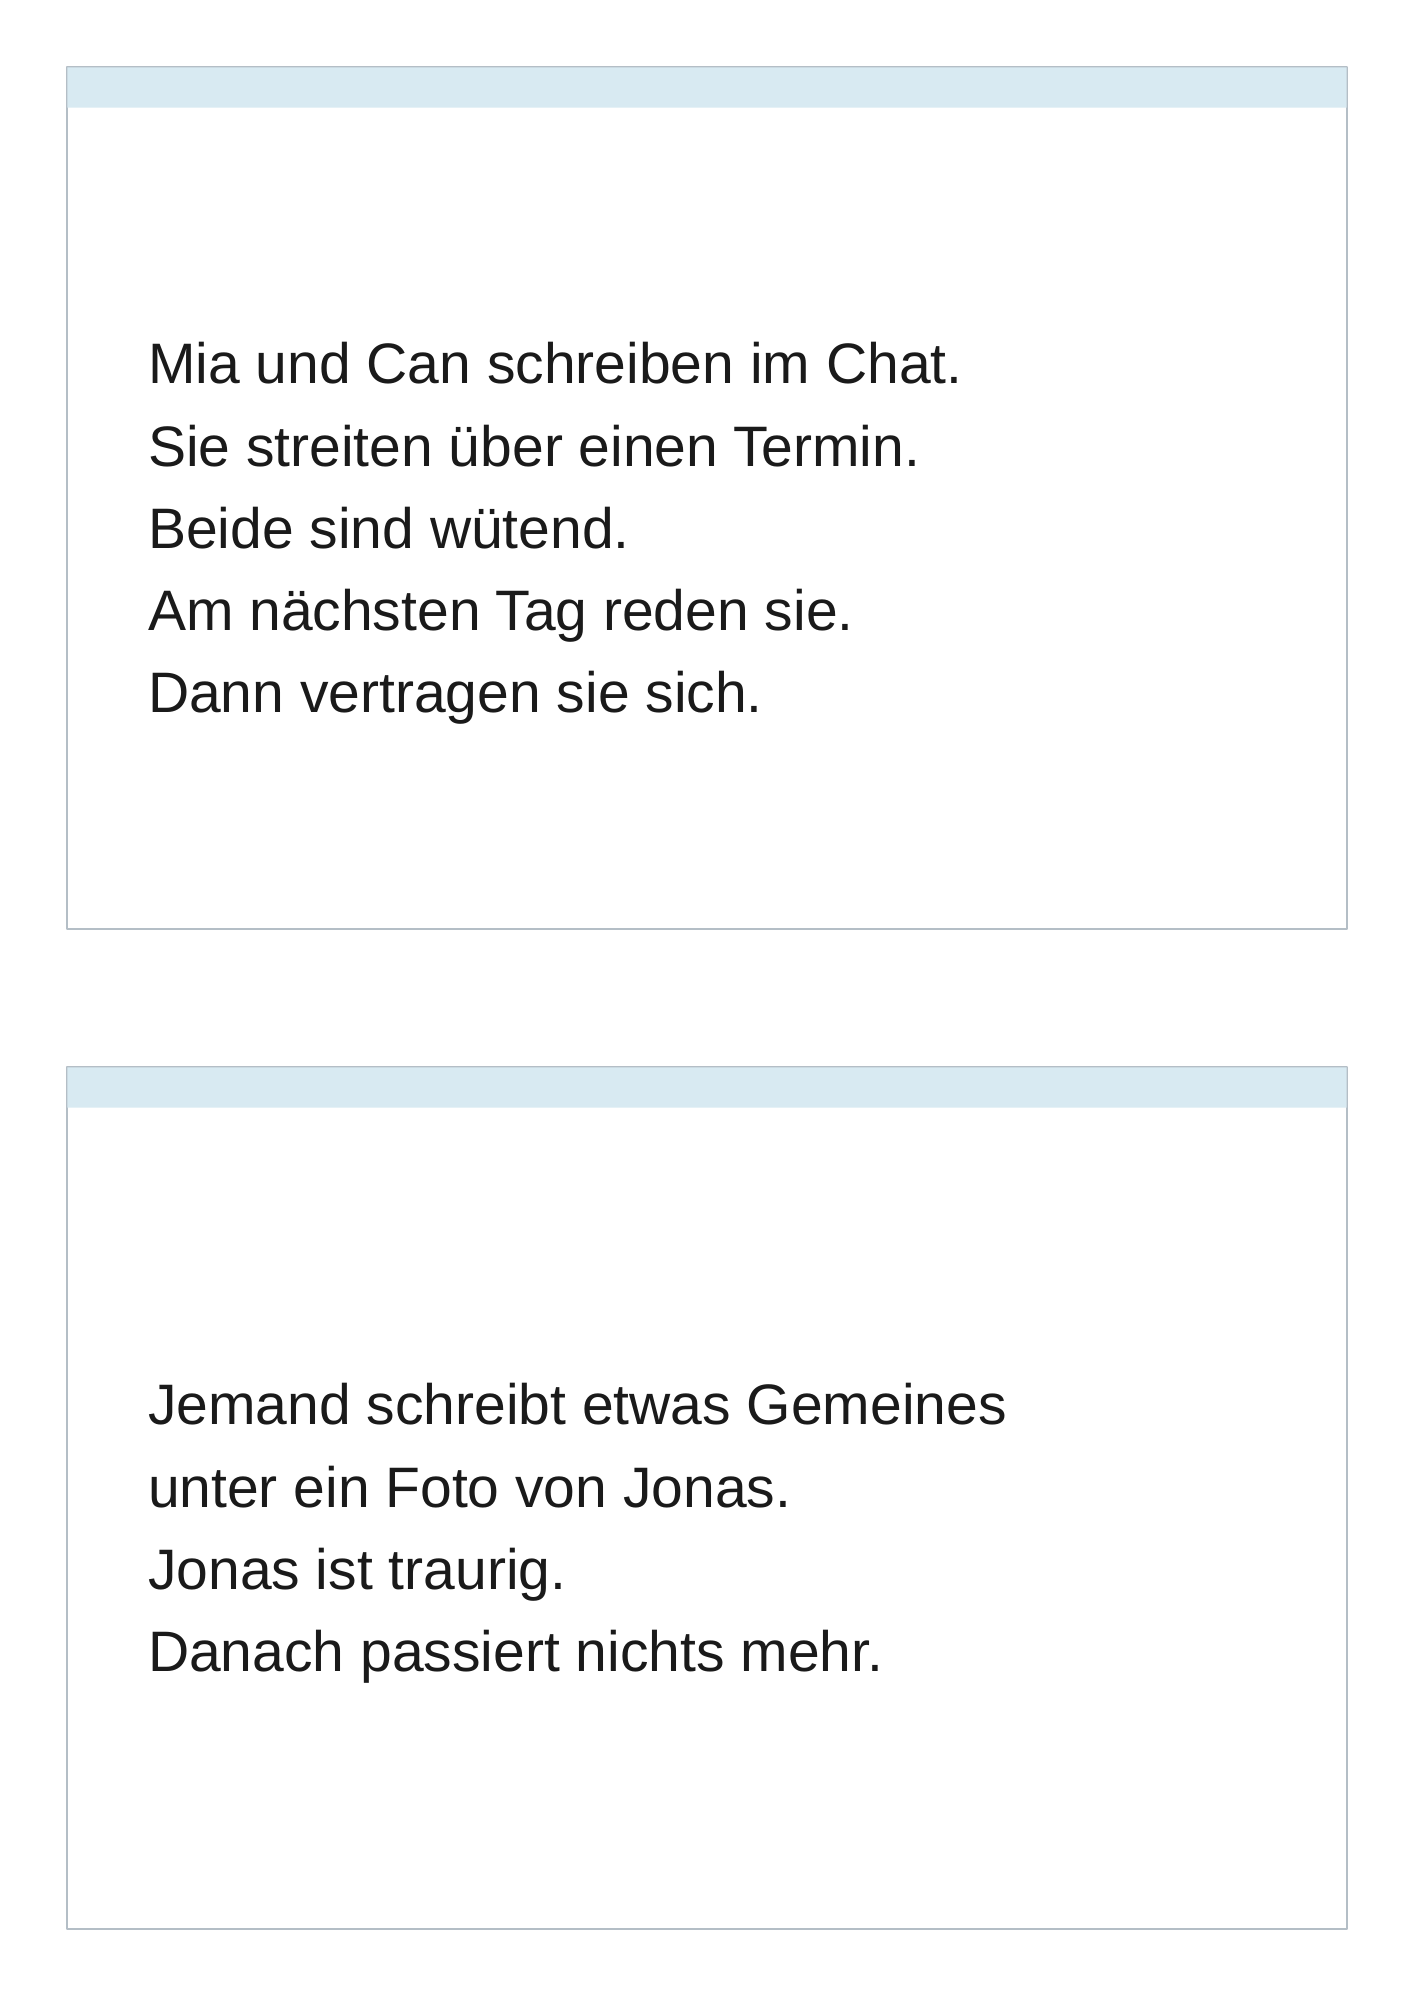 Mia und Can schreiben im Chat.
Sie streiten über einen Termin.
Beide sind wütend.
Am nächsten Tag reden sie.
Dann vertragen sie sich.
Jemand schreibt etwas Gemeines
unter ein Foto von Jonas.
Jonas ist traurig.
Danach passiert nichts mehr.